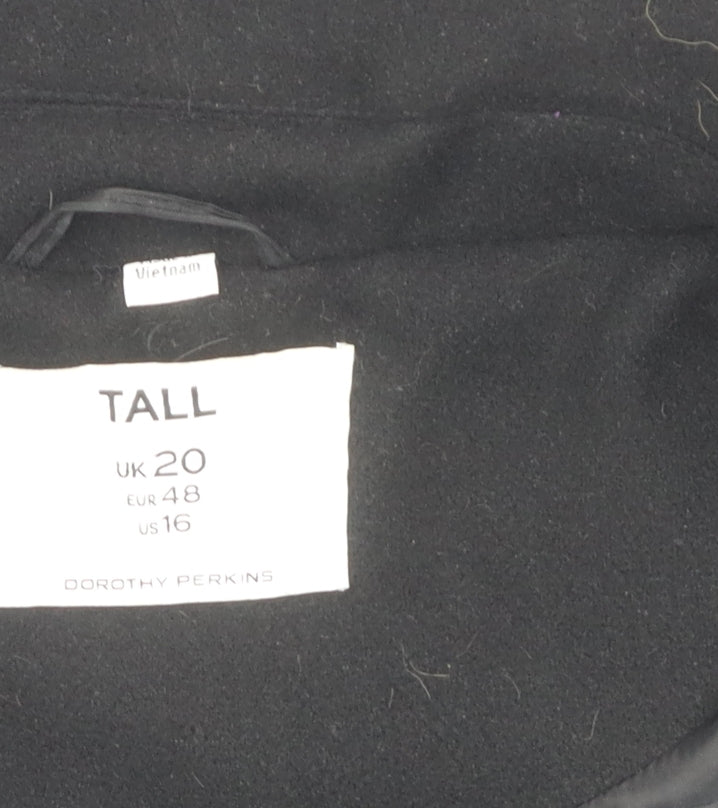 Vietnam
TALL
UK 20
EUR 48
US 16
DOROTHY PERKINS